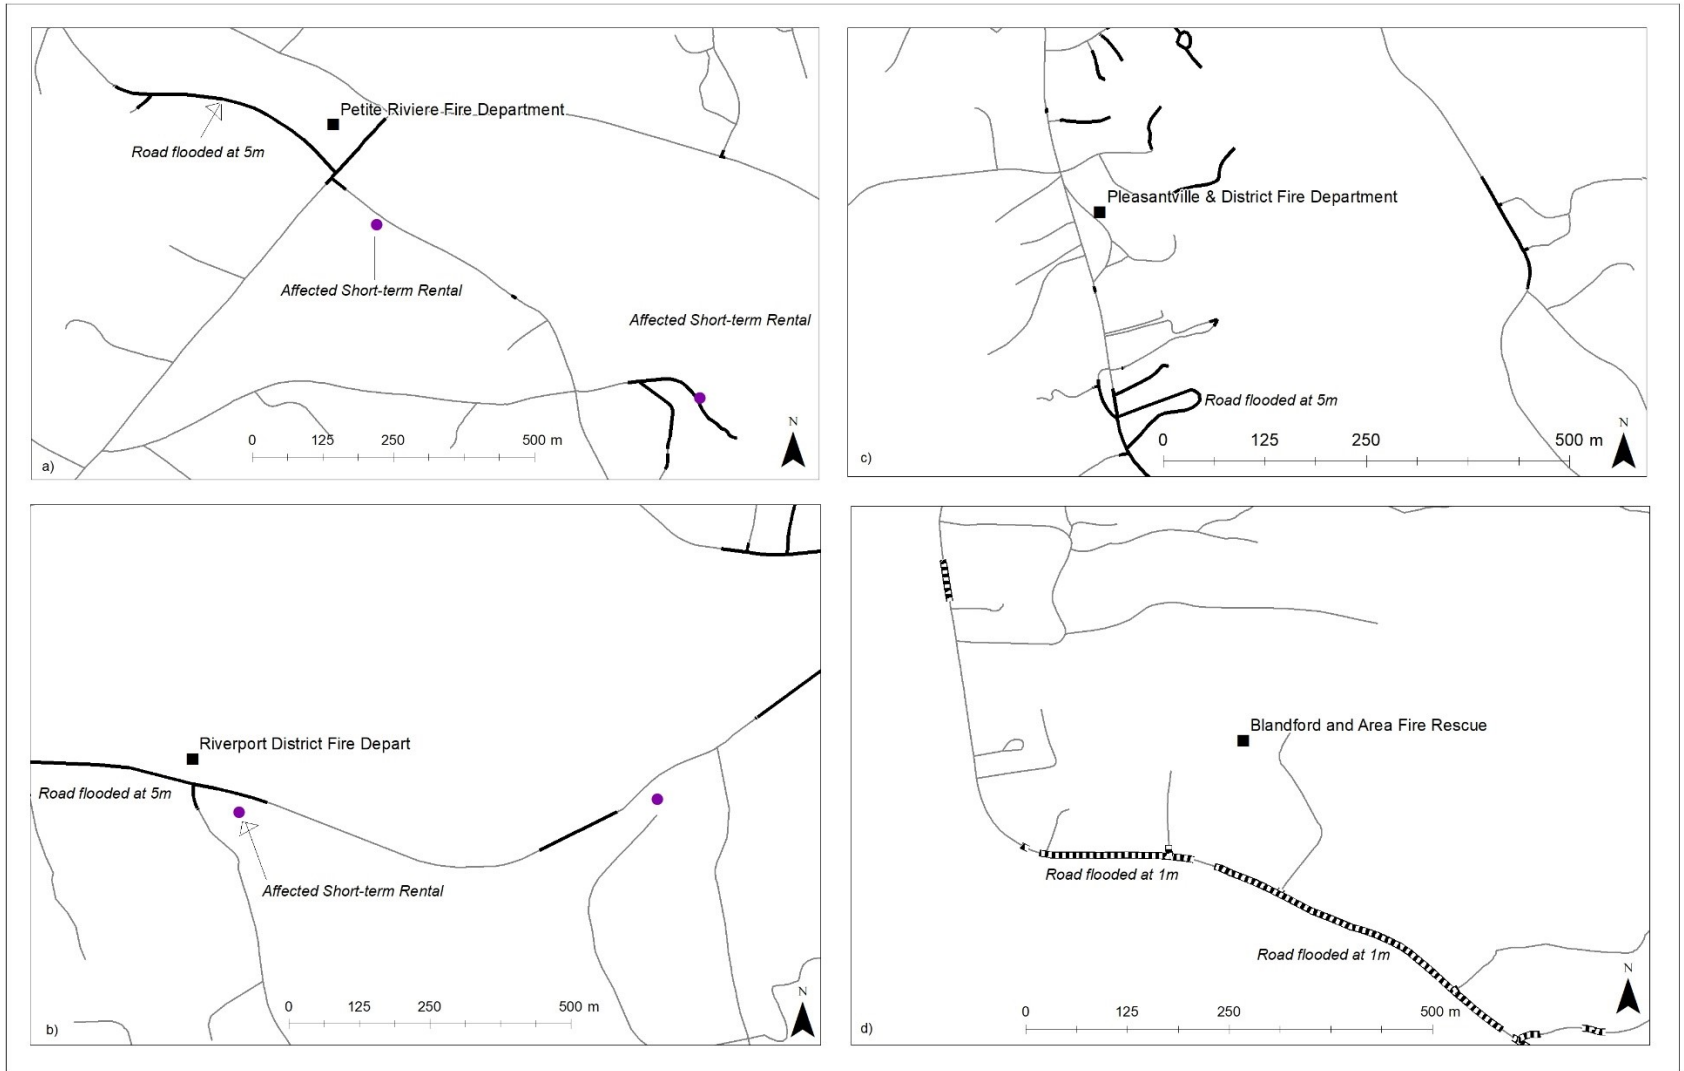 Petite Riviere Fire Department
Road flooded at 5m
Affected Short-term Rental
Affected Short-term Rental
0 125 250 500 m
N
a)
Pleasantville & District Fire Department
Road flooded at 5m
0 125 250 500 m
N
c)
Riverport District Fire Depart
Road flooded at 5m
Affected Short-term Rental
0 125 250 500 m
N
b)
Blandford and Area Fire Rescue
Road flooded at 1m
Road flooded at 1m
0 125 250 500 m
N
d)